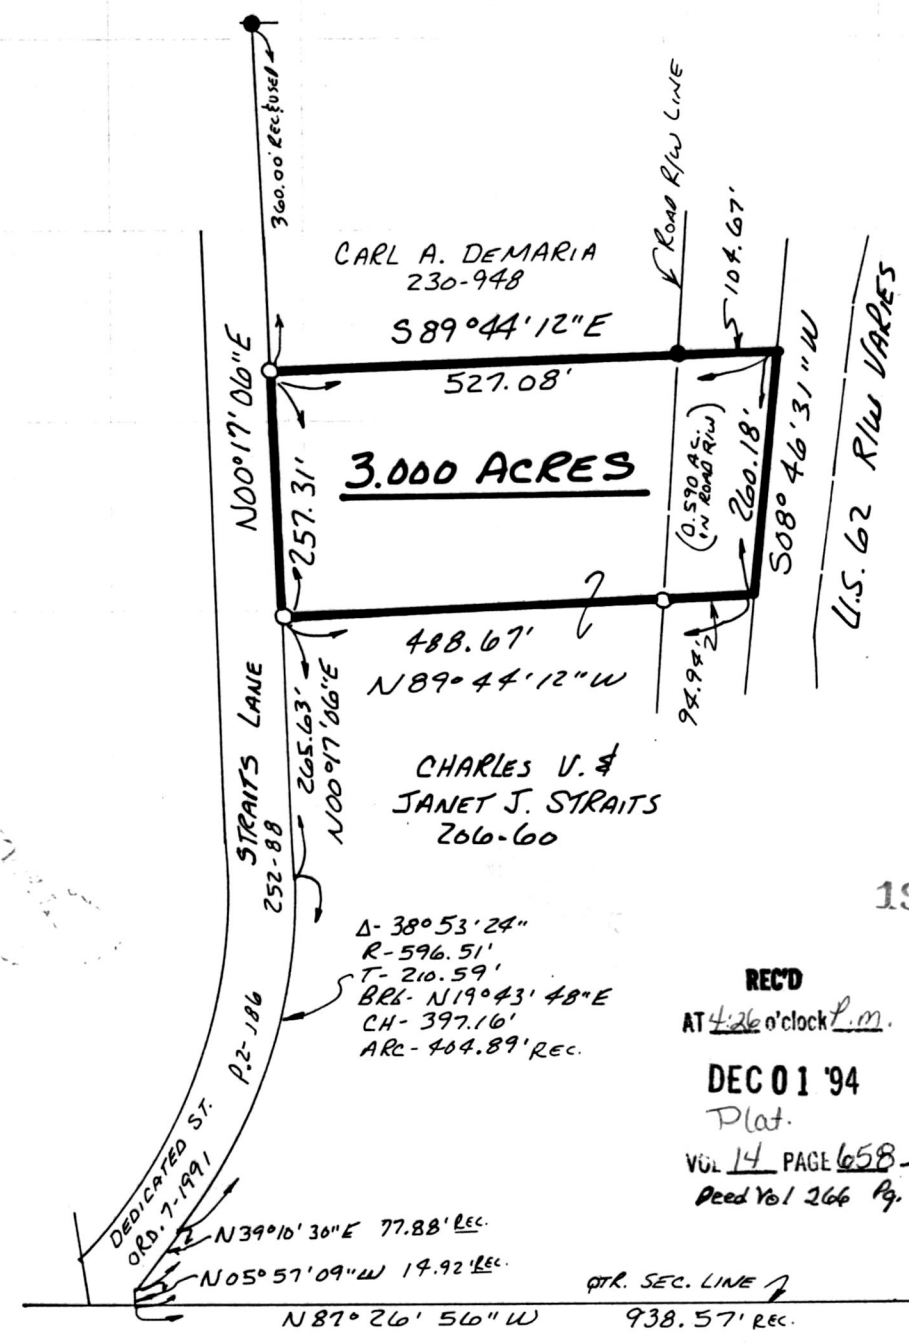 360.00' REC & USED
ROAD R/W LINE
104.67'
CARL A. DEMARIA
230-948
S89°44'12"E
527.08'
N00°17'06"E
257.31'
3.000 ACRES
(0.590 AC.
IN ROAD R/W)
260.18'
S08°46'31"W
U.S. 62 R/W VARIES
488.67'
N89°44'12"W
94.94'
STRAITS LANE
252-88
265.63'
N00°17'06"E
CHARLES V. &
JANET J. STRAITS
206-60
19
Δ- 38°53'24"
R- 596.51'
T- 210.59'
BRG- N19°43'48"E
CH- 397.16'
ARC- 404.89' REC.
P.2-186
DEDICATED ST.
ORD. 7-1991
REC'D
AT 4:26 o'clock P.m.
DEC 01 '94
Plat.
VOL 14 PAGE 658
Deed Vol 266 Pg.
N39°10'30"E 77.88' REC.
N05°57'09"W 14.92' REC.
QTR. SEC. LINE
N87°26'56"W 938.57' REC.